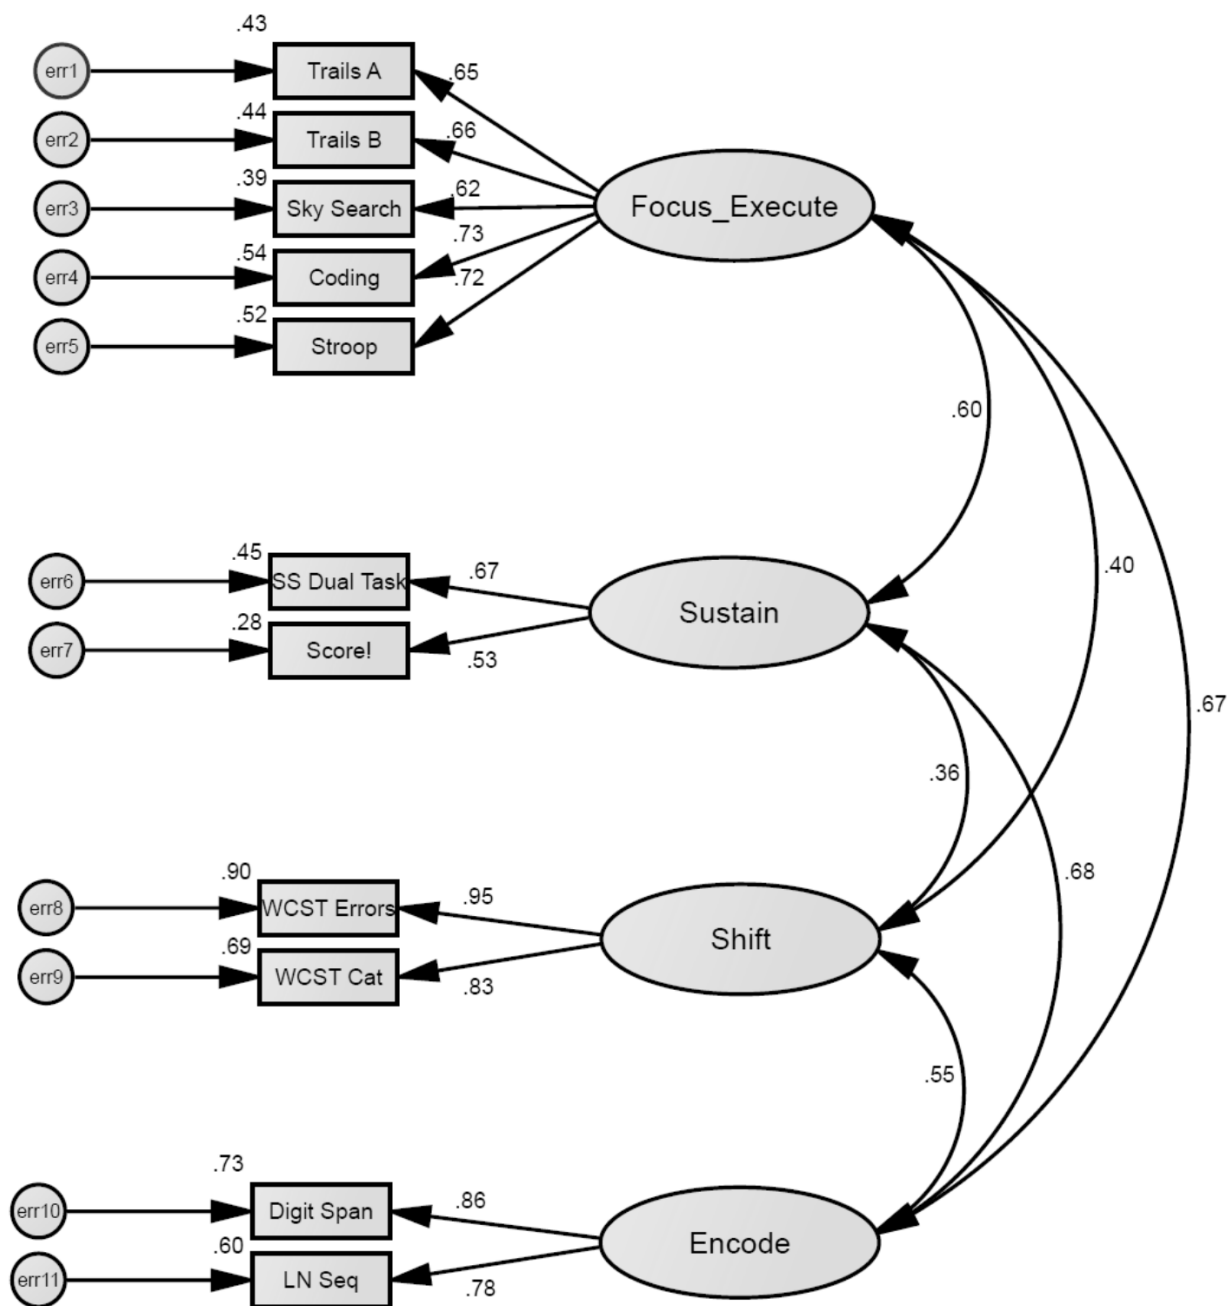 .43
err1
Trails A
.65
.44
err2
Trails B
.66
.39
err3
Sky Search
.62
Focus_Execute
.54
err4
Coding
.73
.52
err5
Stroop
.72
.60
.40
.67
.45
err6
SS Dual Task
.67
Sustain
.28
err7
Score!
.53
.36
.68
.90
err8
WCST Errors
.95
Shift
.69
err9
WCST Cat
.83
.55
.73
err10
Digit Span
.86
Encode
.60
err11
LN Seq
.78